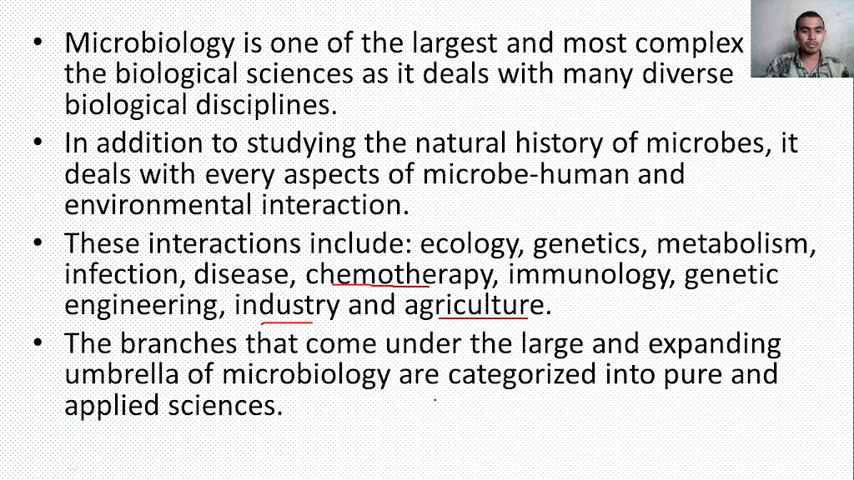 • Microbiology is one of the largest and most complex
the biological sciences as it deals with many diverse
biological disciplines.
• In addition to studying the natural history of microbes, it
deals with every aspects of microbe-human and
environmental interaction.
• These interactions include: ecology, genetics, metabolism,
infection, disease, chemotherapy, immunology, genetic
engineering, industry and agriculture.
• The branches that come under the large and expanding
umbrella of microbiology are categorized into pure and
applied sciences.